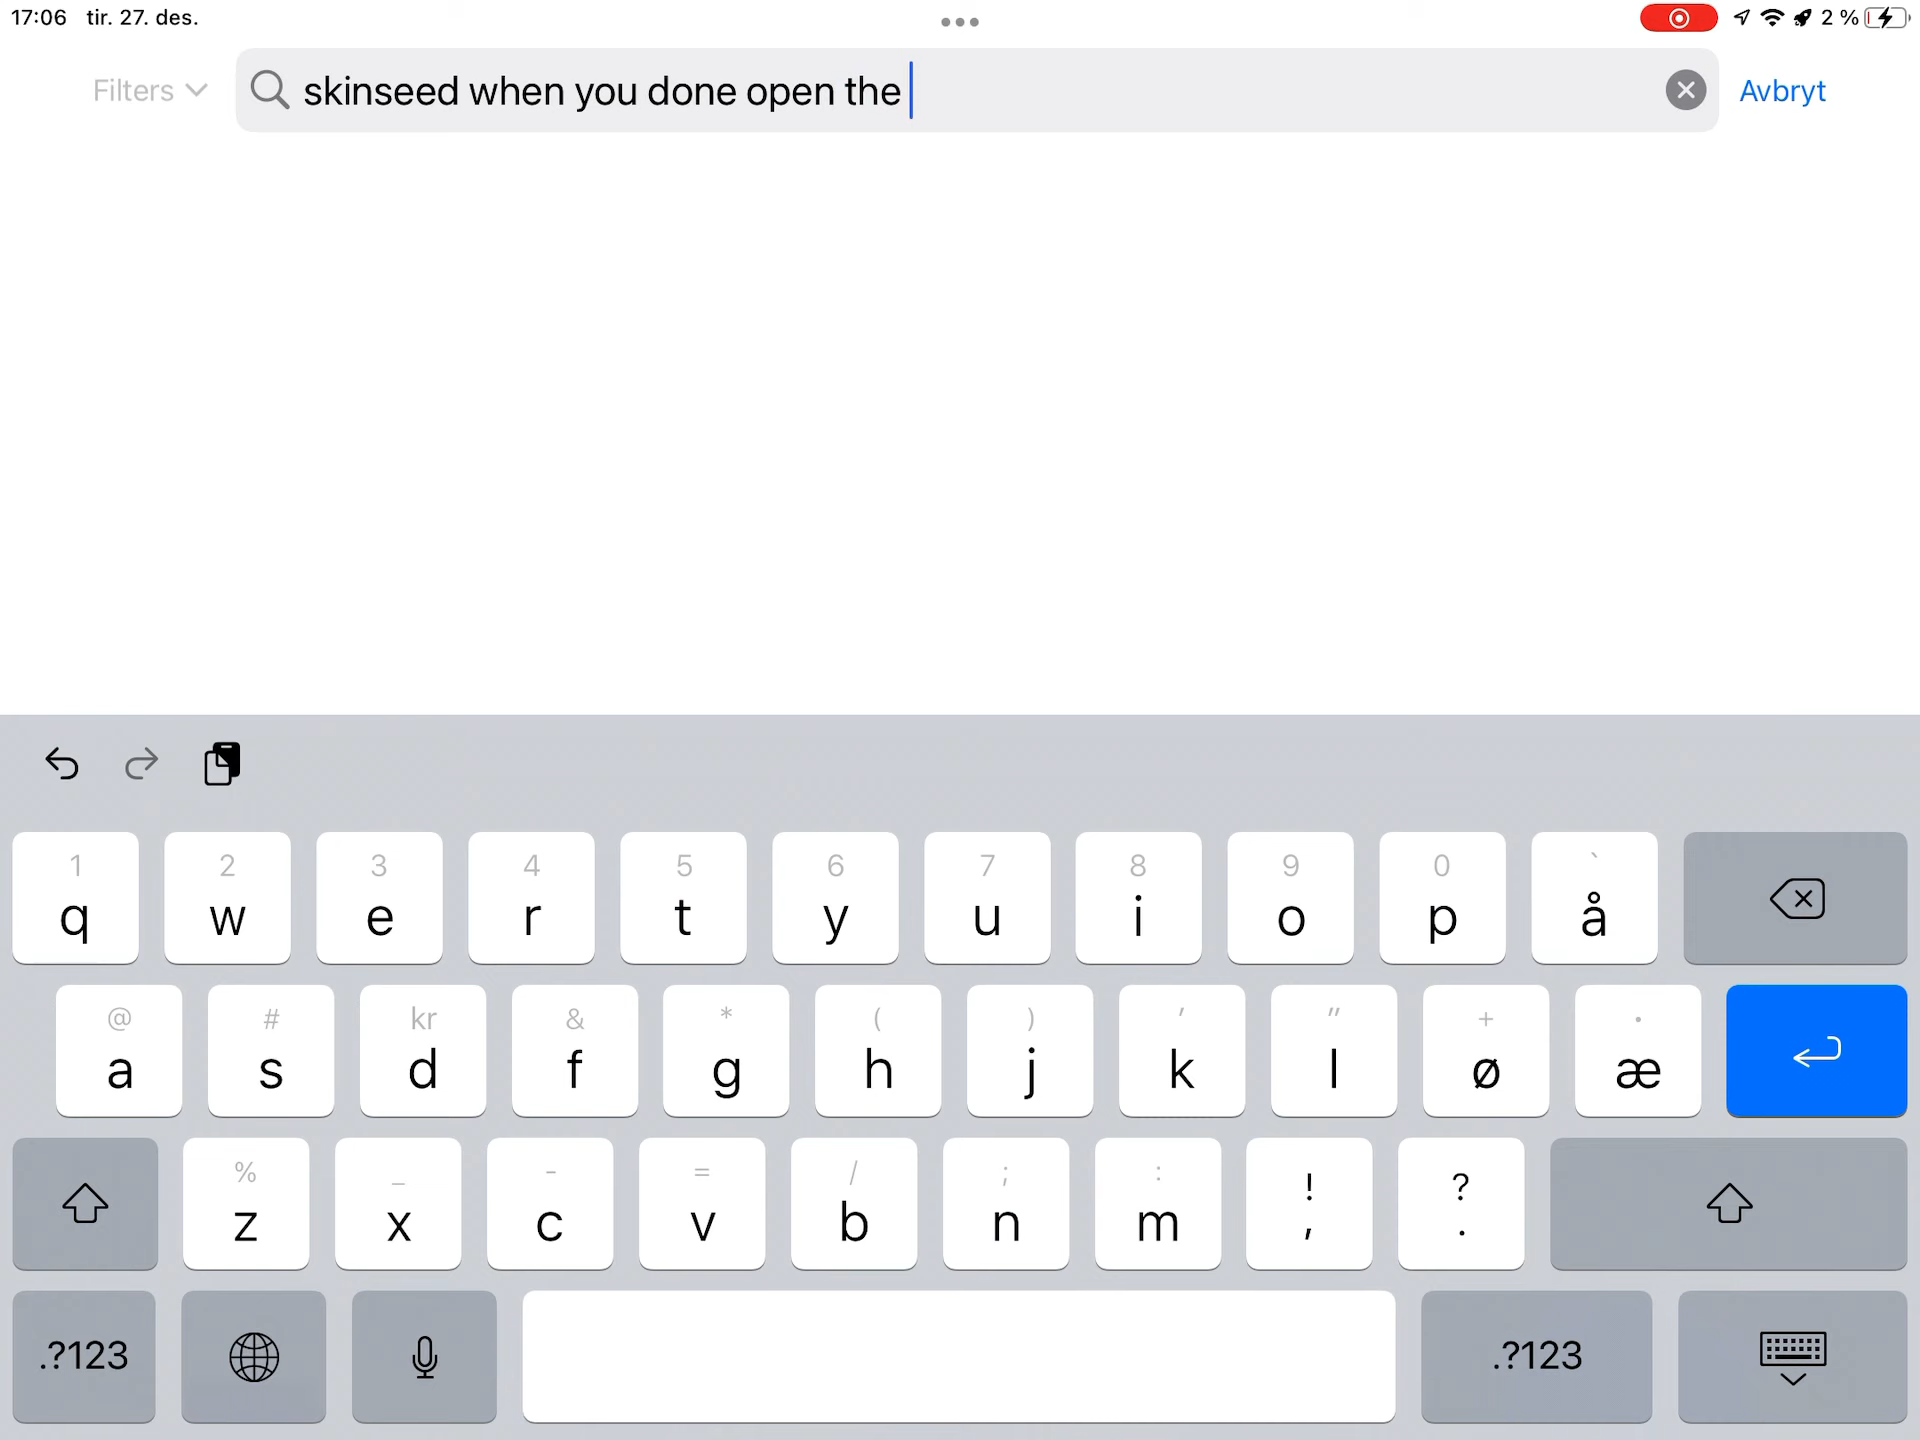 17:06 tir. 27. des.
2 %
Filters
skinseed when you done open the
Avbryt
1 2 3 4 5 6 7 8 9 0 `
q w e r t y u i o p å
@ # kr & * ( ) ' " + ·
a s d f g h j k l ø æ
% _ - = / ; : ! ?
z x c v b n m , .
.?123 .?123